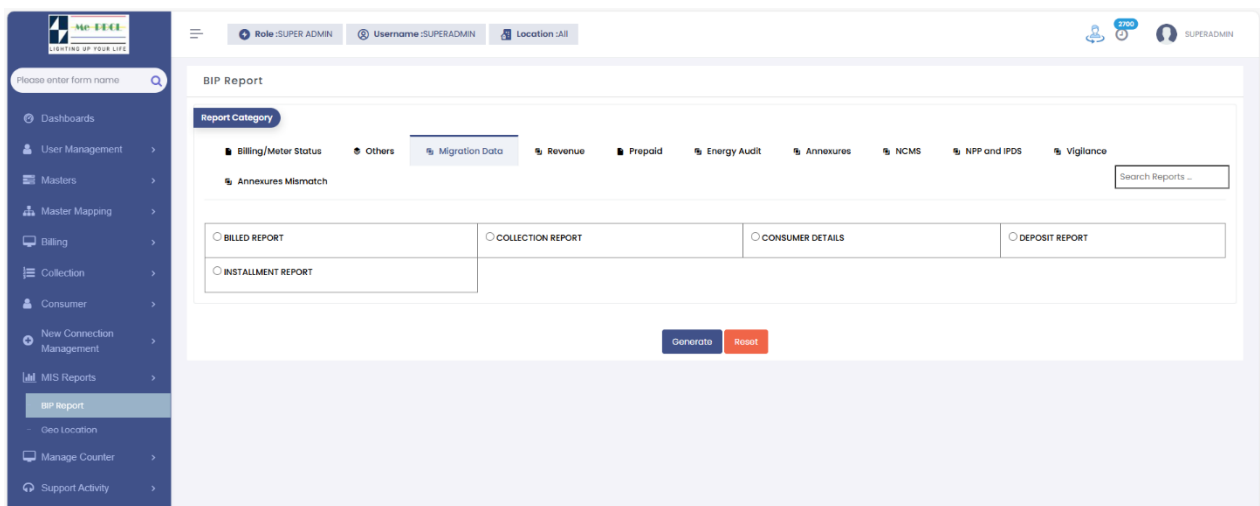 Me-PDCL
LIGHTING UP YOUR LIFE
Role :SUPER ADMIN
Username :SUPERADMIN
Location :All
2700
SUPERADMIN
Please enter form name
Dashboards
User Management
Masters
Master Mapping
Billing
Collection
Consumer
New Connection
Management
MIS Reports
BIP Report
Geo Location
Manage Counter
Support Activity
BIP Report
Report Category
Billing/Meter Status
Others
Migration Data
Revenue
Prepaid
Energy Audit
Annexures
NCMS
NPP and IPDS
Vigilance
Annexures Mismatch
Search Reports ...
BILLED REPORT
COLLECTION REPORT
CONSUMER DETAILS
DEPOSIT REPORT
INSTALLMENT REPORT
Generate
Reset